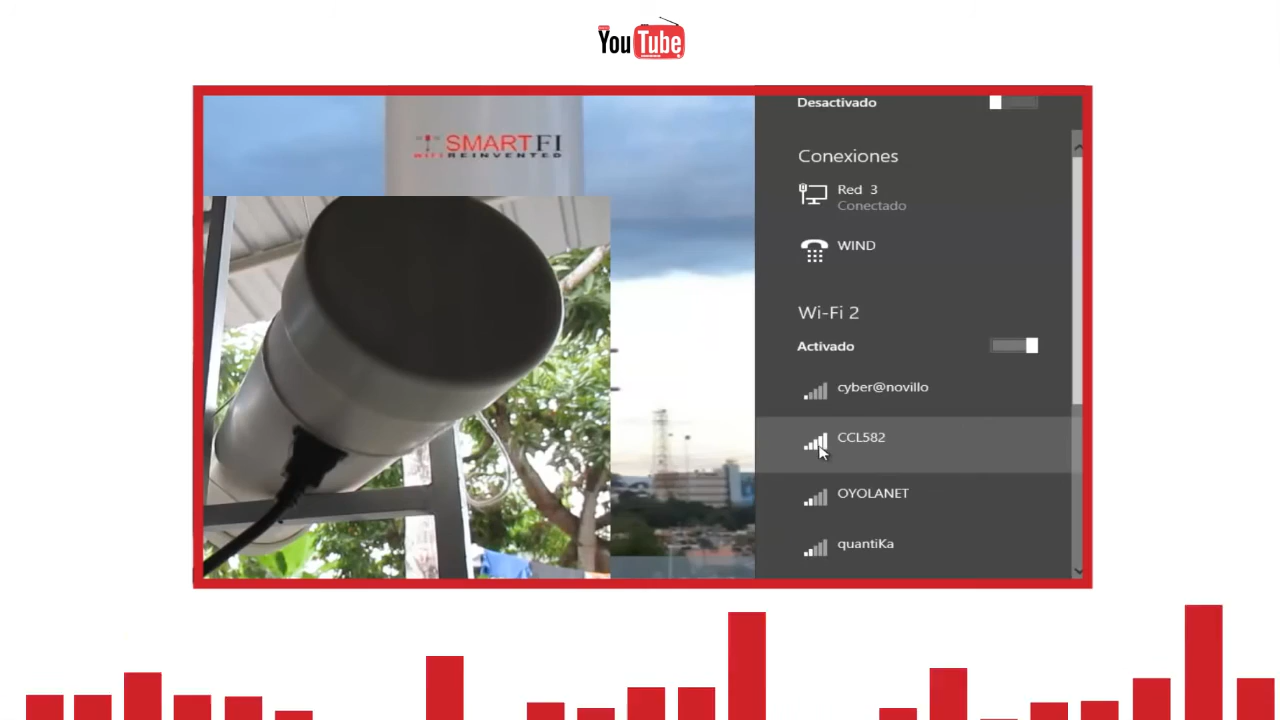 YouTube
SMARTFI
WIFI REINVENTED
Desactivado
Conexiones
Red 3
Conectado
WIND
Wi-Fi 2
Activado
cyber@novillo
CCL582
OYOLANET
quantiKa